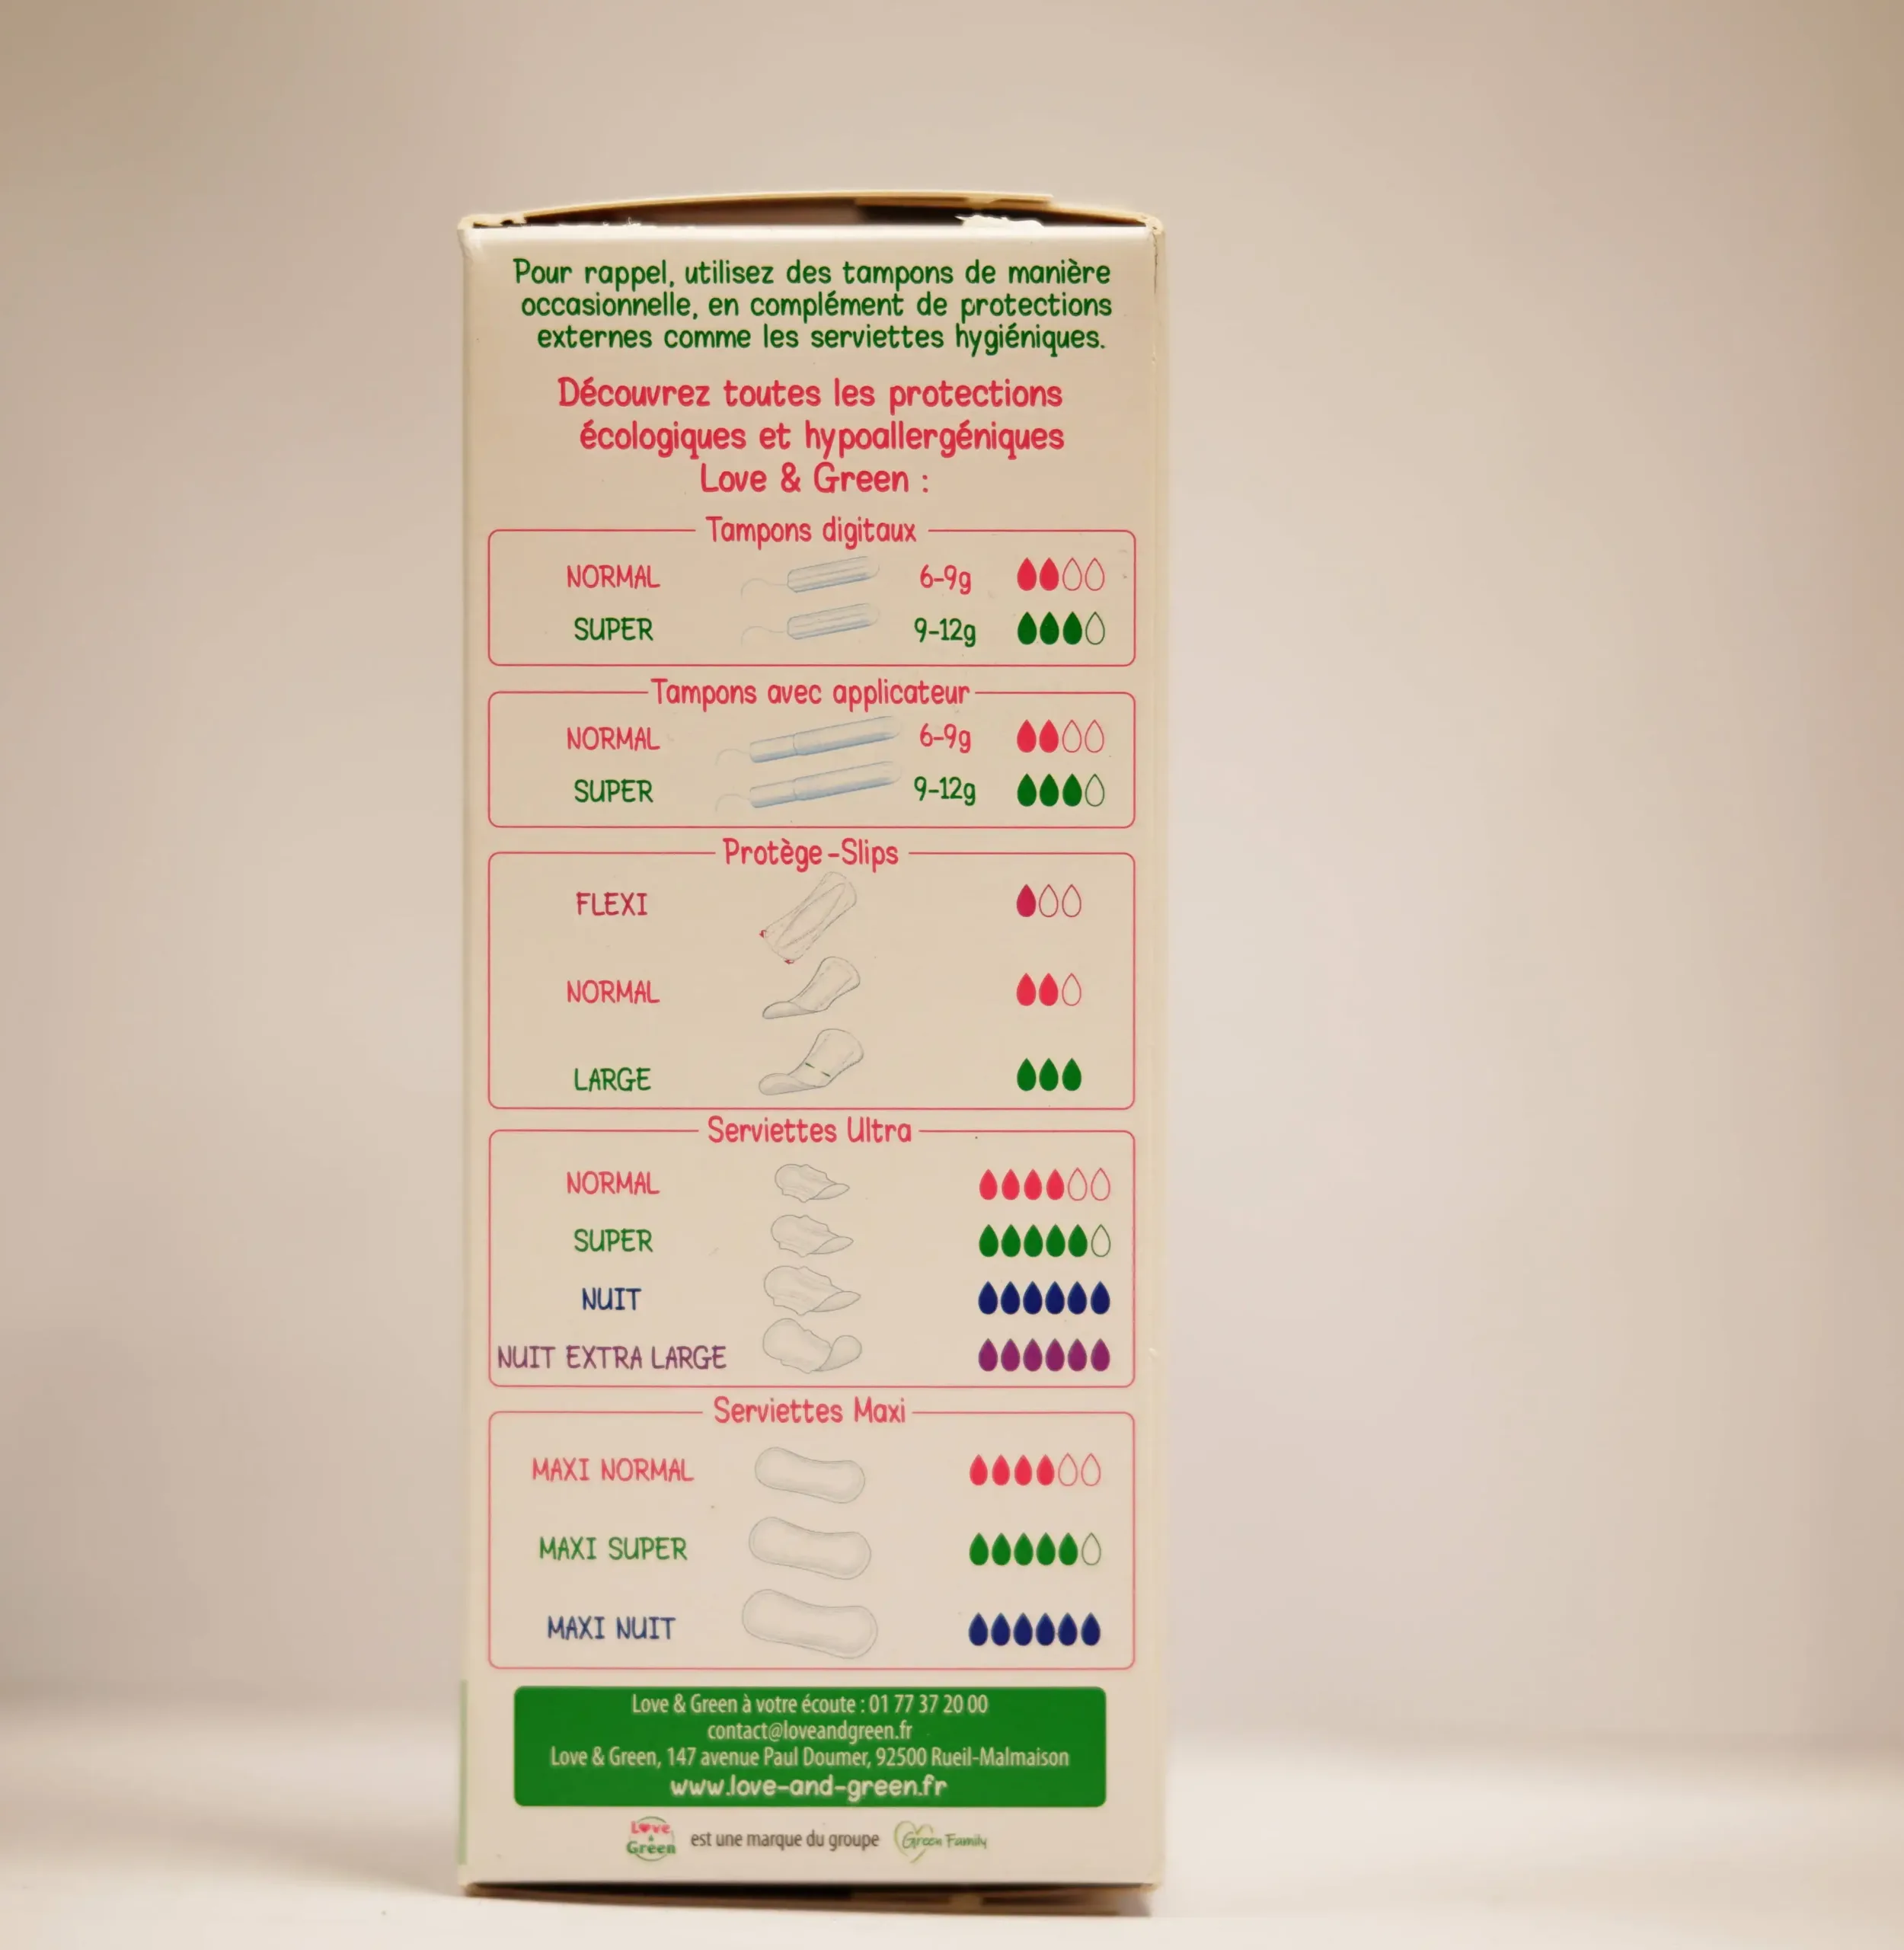 Pour rappel, utilisez des tampons de manière
occasionnelle, en complément de protections
externes comme les serviettes hygiéniques.
Découvrez toutes les protections
écologiques et hypoallergéniques
Love & Green :
Tampons digitaux
NORMAL 6-9g
SUPER 9-12g
Tampons avec applicateur
NORMAL 6-9g
SUPER 9-12g
Protège-Slips
FLEXI
NORMAL
LARGE
Serviettes Ultra
NORMAL
SUPER
NUIT
NUIT EXTRA LARGE
Serviettes Maxi
MAXI NORMAL
MAXI SUPER
MAXI NUIT
Love & Green à votre écoute : 01 77 37 20 00
contact@loveandgreen.fr
Love & Green, 147 avenue Paul Doumer, 92500 Rueil-Malmaison
www.love-and-green.fr
Love & Green est une marque du groupe Green Family